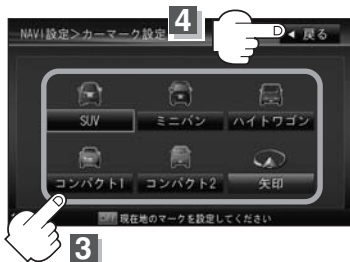 NAVI設定＞カーマーク設定
4
戻る
SUV
ミニバン
ハイトワゴン
コンパクト1
コンパクト2
矢印
現在地のマークを設定してください
3